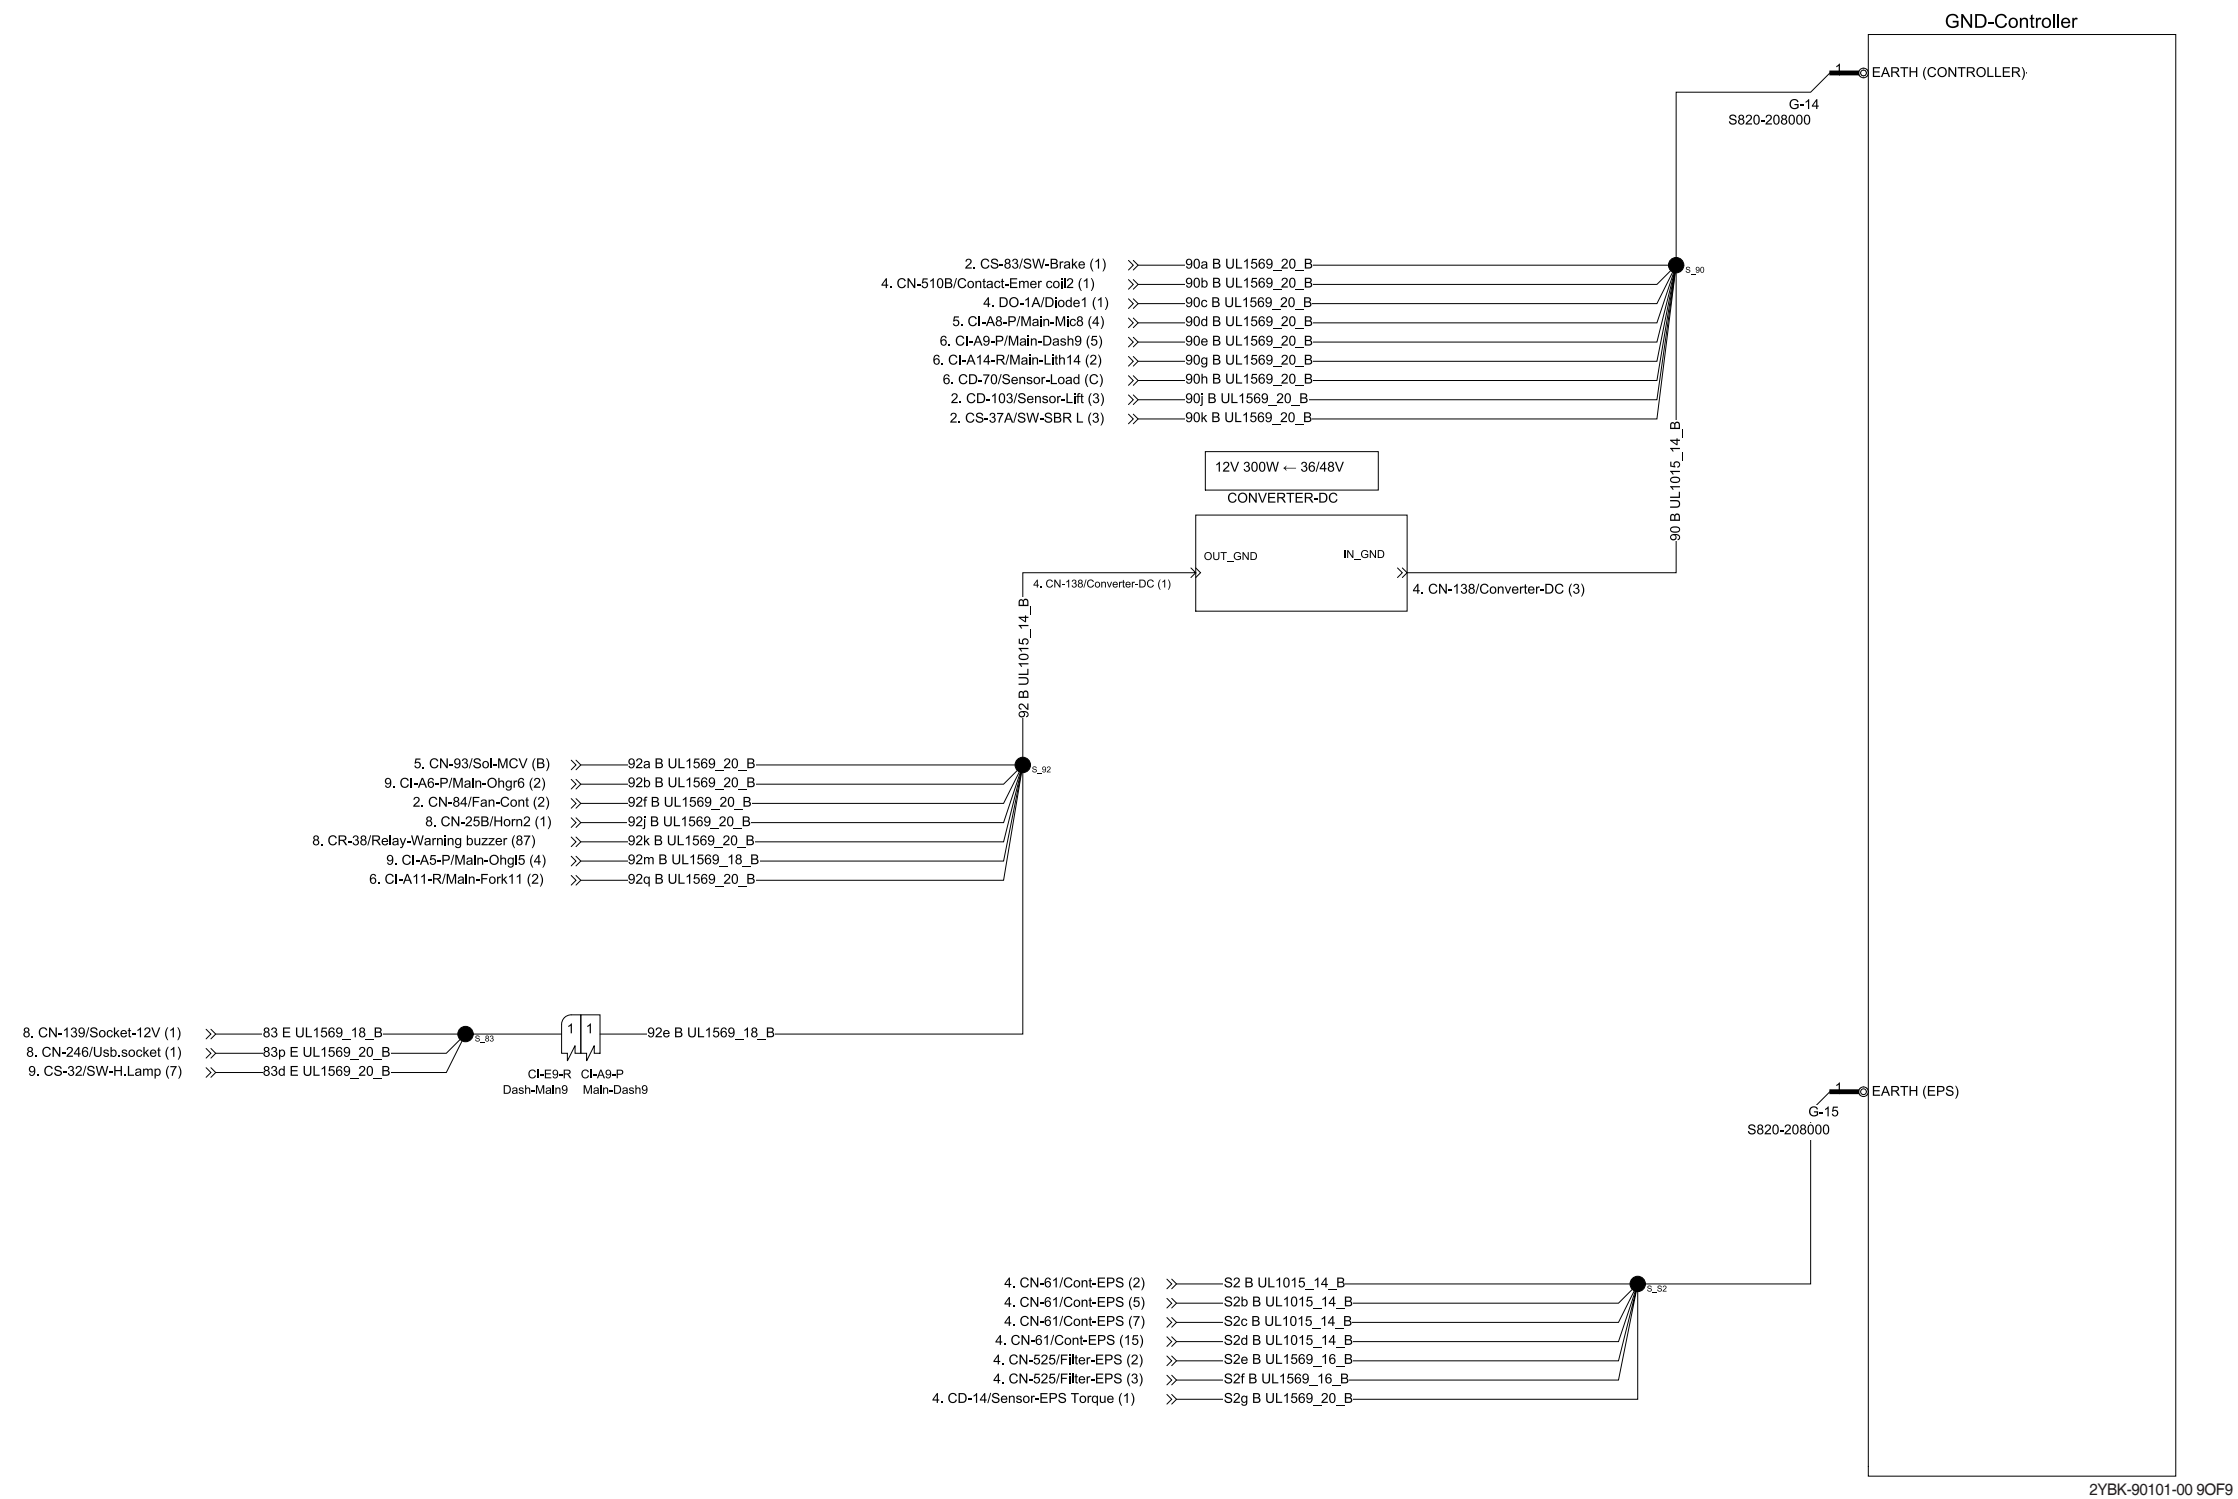 GND-Controller
1
EARTH (CONTROLLER)
G-14
S820-208000
2. CS-83/SW-Brake (1)
90a B UL1569_20_B
S_90
4. CN-510B/Contact-Emer coil2 (1)
90b B UL1569_20_B
4. DO-1A/Diode1 (1)
90c B UL1569_20_B
5. CI-A8-P/Main-Mic8 (4)
90d B UL1569_20_B
6. CI-A9-P/Main-Dash9 (5)
90e B UL1569_20_B
6. CI-A14-R/Main-Lith14 (2)
90g B UL1569_20_B
6. CD-70/Sensor-Load (C)
90h B UL1569_20_B
2. CD-103/Sensor-Lift (3)
90j B UL1569_20_B
2. CS-37A/SW-SBR L (3)
90k B UL1569_20_B
90 B UL1015_14_B
12V 300W ← 36/48V
CONVERTER-DC
OUT_GND
IN_GND
4. CN-138/Converter-DC (1)
4. CN-138/Converter-DC (3)
92 B UL1015_14_B
5. CN-93/Sol-MCV (B)
92a B UL1569_20_B
S_92
9. CI-A6-P/Main-Ohgr6 (2)
92b B UL1569_20_B
2. CN-84/Fan-Cont (2)
92f B UL1569_20_B
8. CN-25B/Horn2 (1)
92j B UL1569_20_B
8. CR-38/Relay-Warning buzzer (87)
92k B UL1569_20_B
9. CI-A5-P/Main-Ohgl5 (4)
92m B UL1569_18_B
6. CI-A11-R/Main-Fork11 (2)
92q B UL1569_20_B
8. CN-139/Socket-12V (1)
83 E UL1569_18_B
S_83
1
1
92e B UL1569_18_B
8. CN-246/Usb.socket (1)
83p E UL1569_20_B
9. CS-32/SW-H.Lamp (7)
83d E UL1569_20_B
CI-E9-R
CI-A9-P
Dash-Main9
Main-Dash9
1
EARTH (EPS)
G-15
S820-208000
4. CN-61/Cont-EPS (2)
S2 B UL1015_14_B
S_S2
4. CN-61/Cont-EPS (5)
S2b B UL1015_14_B
4. CN-61/Cont-EPS (7)
S2c B UL1015_14_B
4. CN-61/Cont-EPS (15)
S2d B UL1015_14_B
4. CN-525/Filter-EPS (2)
S2e B UL1569_16_B
4. CN-525/Filter-EPS (3)
S2f B UL1569_16_B
4. CD-14/Sensor-EPS Torque (1)
S2g B UL1569_20_B
2YBK-90101-00 9OF9